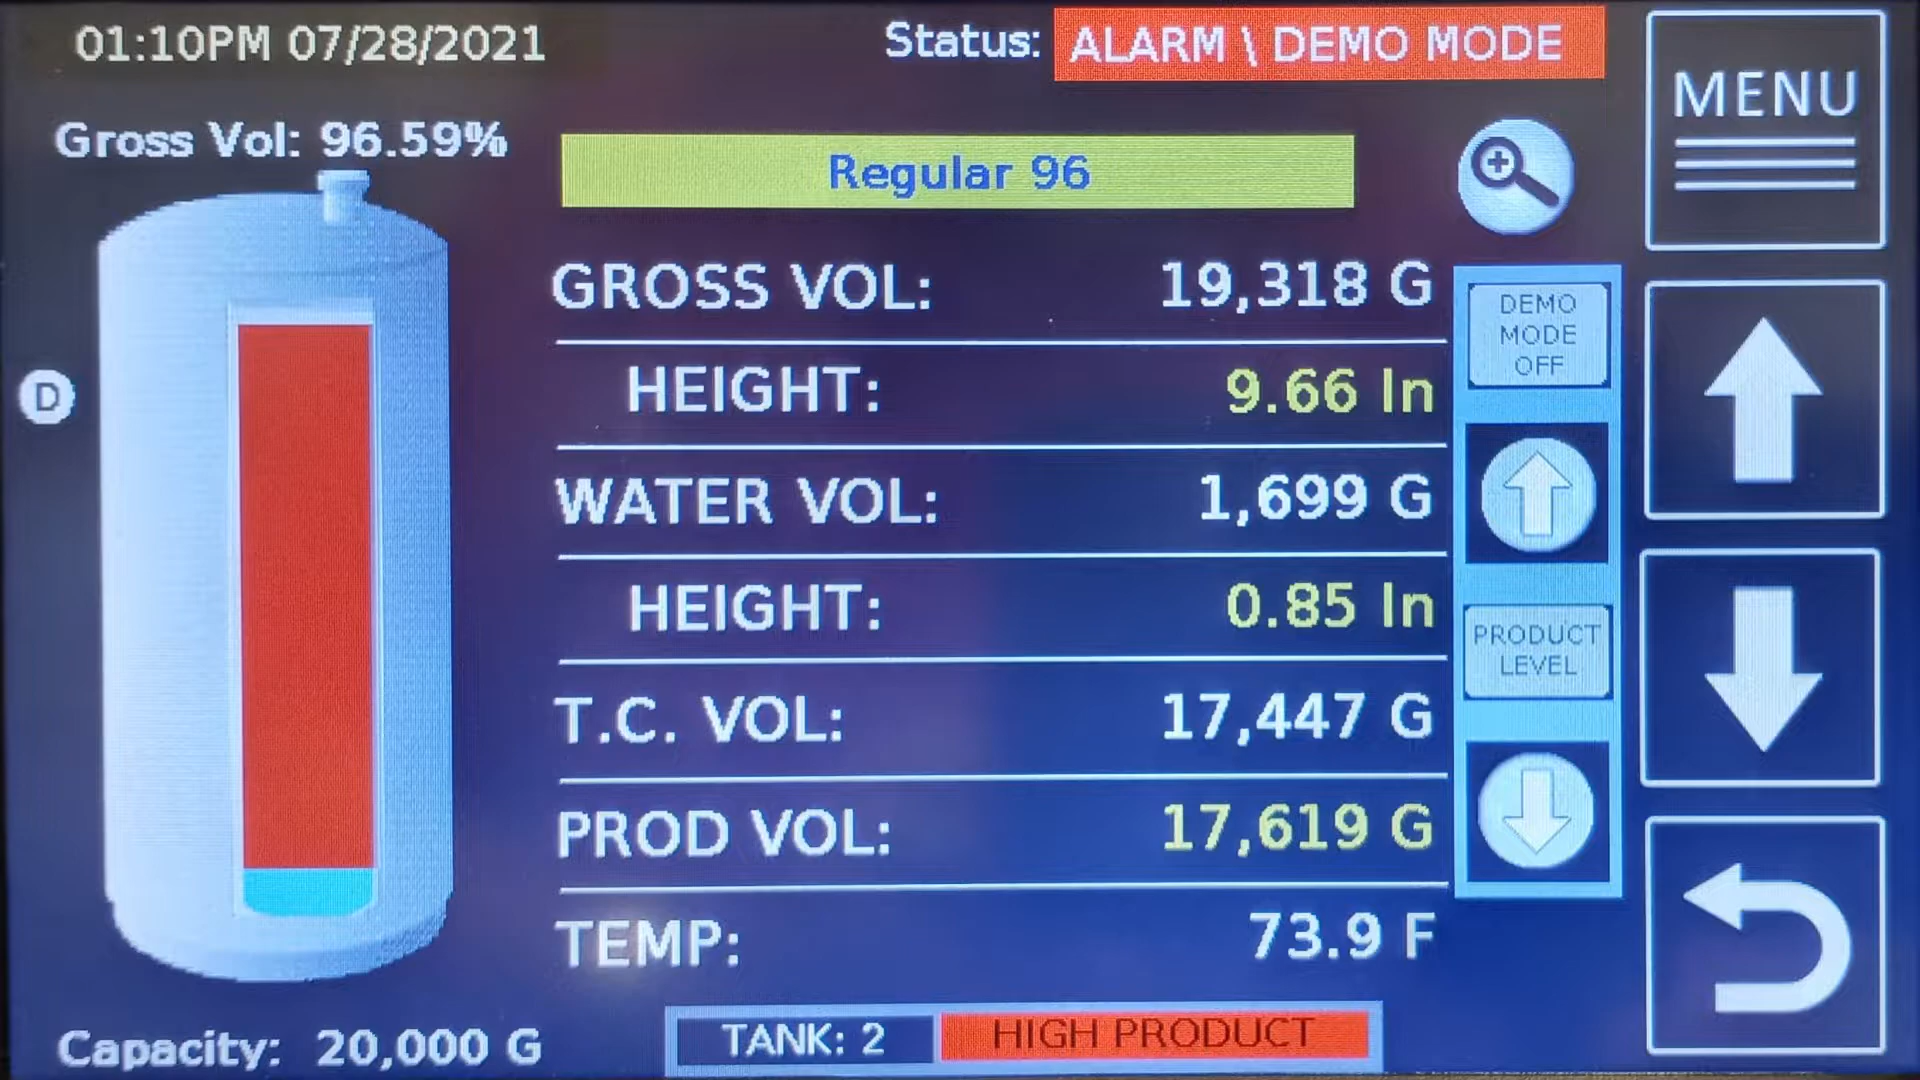 01:10PM 07/28/2021
Status: ALARM \ DEMO MODE
MENU
Gross Vol: 96.59%
Regular 96
GROSS VOL: 19,318 G
HEIGHT: 9.66 In
WATER VOL: 1,699 G
HEIGHT: 0.85 In
T.C. VOL: 17,447 G
PROD VOL: 17,619 G
TEMP: 73.9 F
D
DEMO
MODE
OFF
PRODUCT
LEVEL
Capacity: 20,000 G
TANK: 2 HIGH PRODUCT